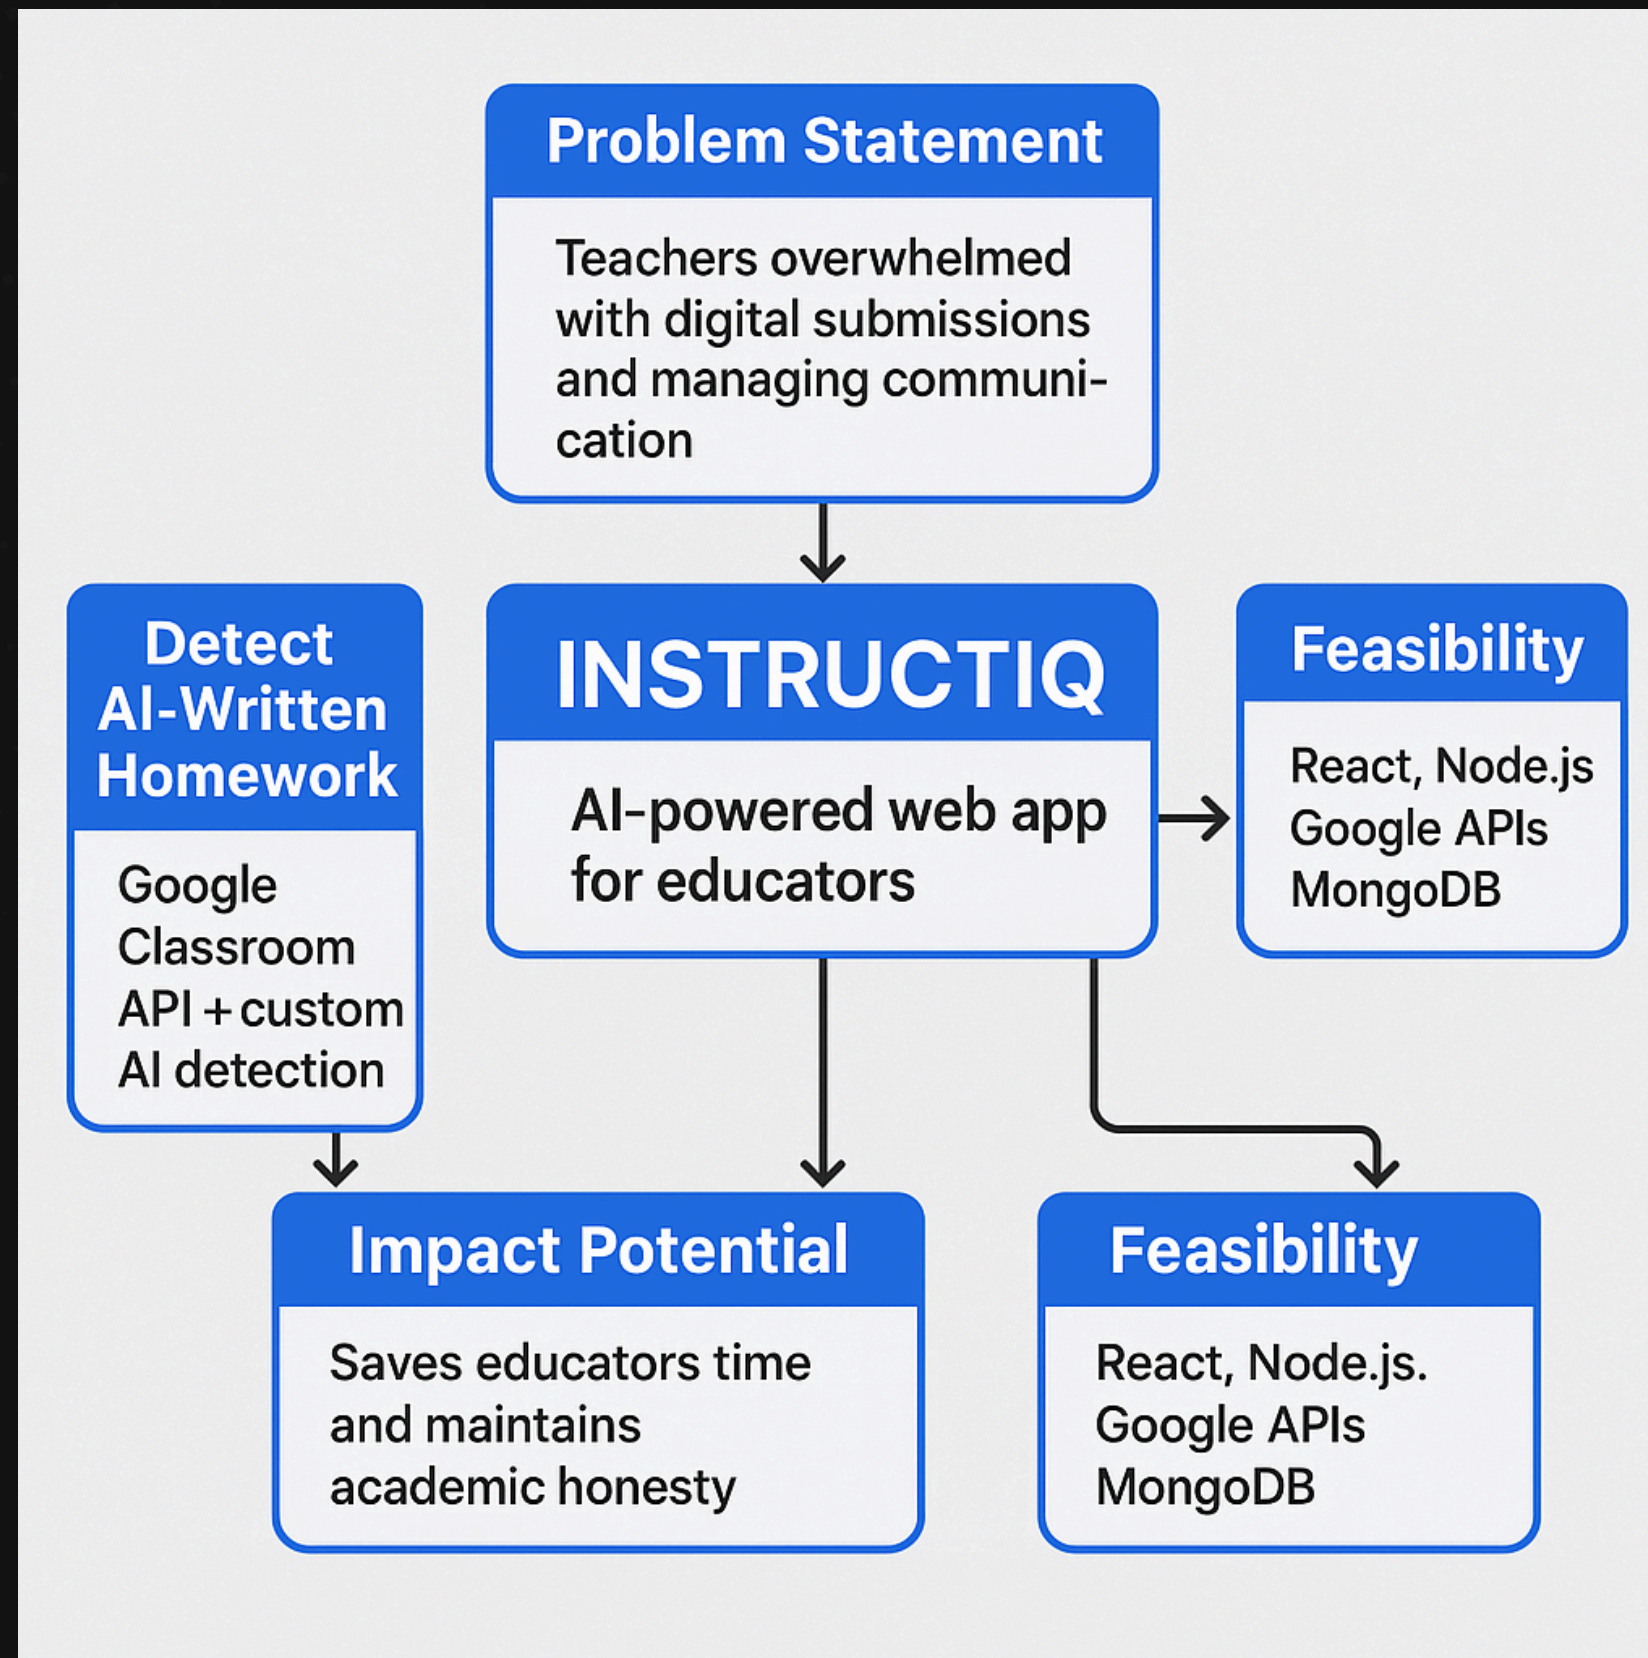 Problem Statement
Teachers overwhelmed
with digital submissions
and managing communi-
cation
Detect
AI-Written
Homework
Google
Classroom
API + custom
AI detection
INSTRUCTIQ
AI-powered web app
for educators
Feasibility
React, Node.js
Google APIs
MongoDB
Impact Potential
Saves educators time
and maintains
academic honesty
Feasibility
React, Node.js.
Google APIs
MongoDB